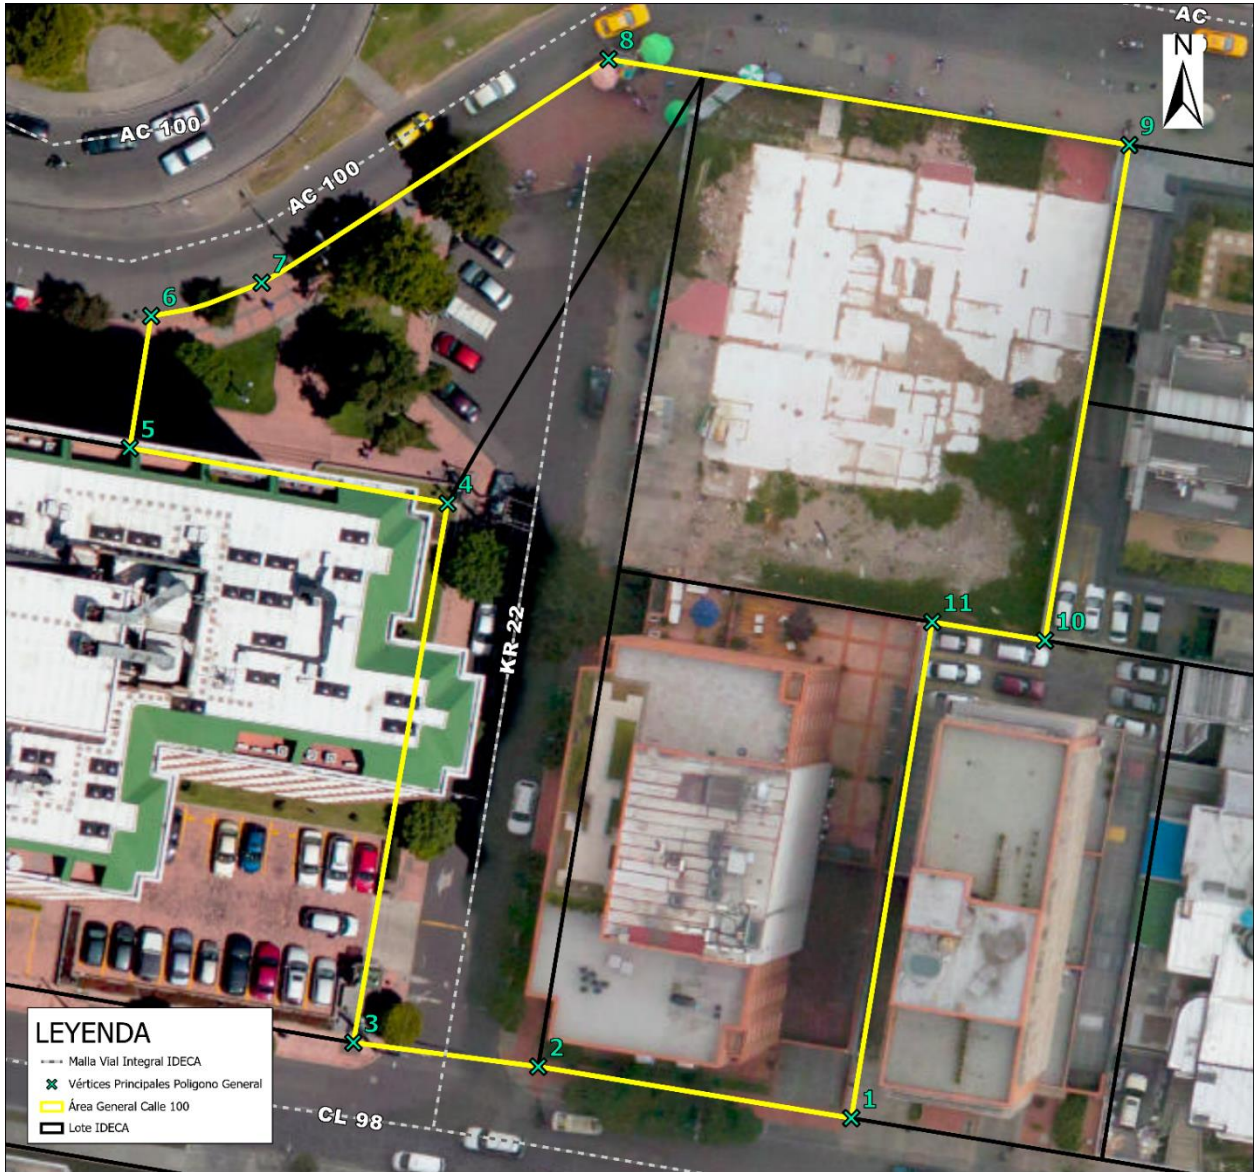 AC
N
8
9
AC 100
AC 100
7
6
5
4
KR-22
11
10
3
2
1
CL 98
LEYENDA
Malla Vial Integral IDECA
Vértices Principales Poligono General
Área General Calle 100
Lote IDECA